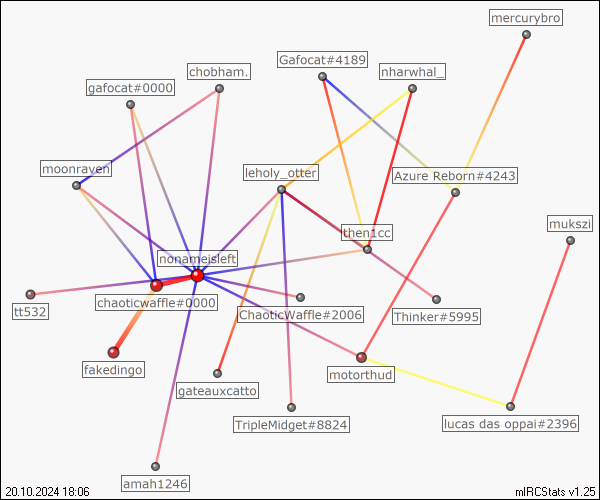 mercurybro
Gafocat#4189
nharwhal_
chobham.
gafocat#0000
moonraven
leholy_otter
Azure Reborn#4243
mukszi
then1cc
nonameisleft
chaoticwaffle#0000
tt532
ChaoticWaffle#2006
Thinker#5995
fakedingo
motorthud
gateauxcatto
TripleMidget#8824
lucas das oppai#2396
amah1246
20.10.2024 18:06
mIRCStats v1.25